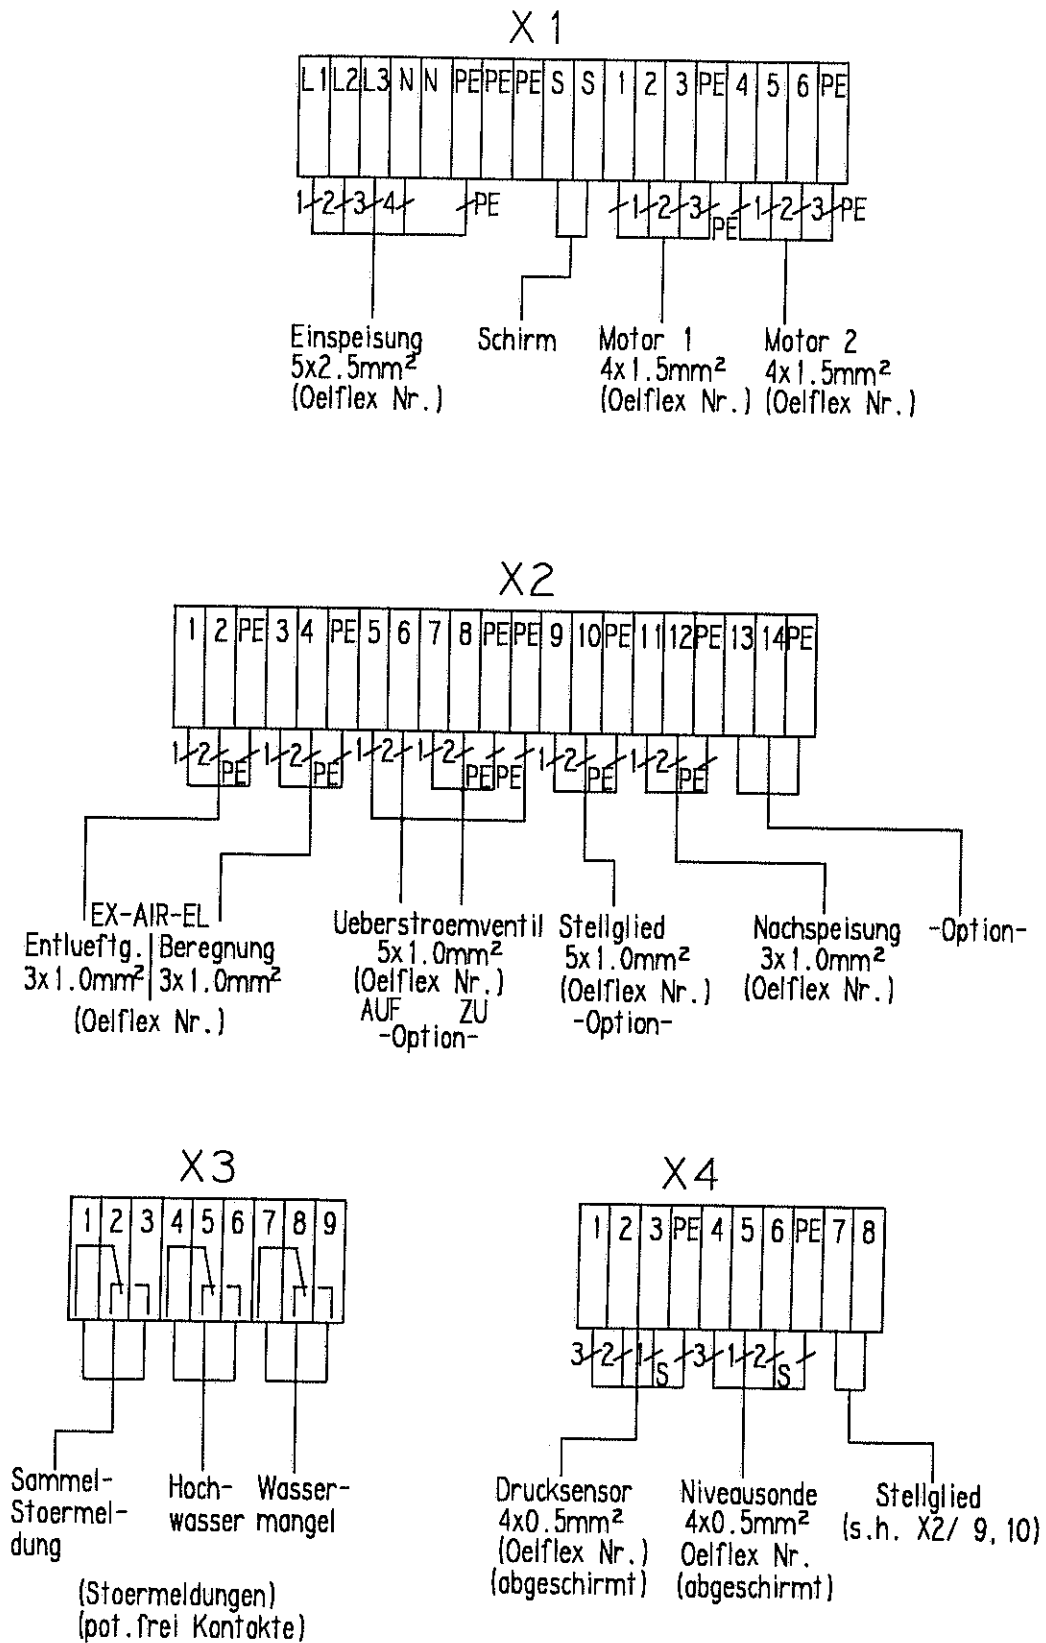 X 1
L1 L2 L3 N N PE PE PE S S 1 2 3 PE 4 5 6 PE
1 2 3 4 PE 1 2 3 PE 1 2 3 PE
Einspeisung
5x2.5mm²
(Oelflex Nr.)
Schirm
Motor 1
4x1.5mm²
(Oelflex Nr.)
Motor 2
4x1.5mm²
(Oelflex Nr.)
X2
1 2 PE 3 4 PE 5 6 7 8 PE PE 9 10 PE 11 12 PE 13 14 PE
1 2 PE 1 2 PE 1 2 1 2 PE PE 1 2 PE 1 2 PE
EX-AIR-EL
Entlueftg. Beregnung
3x1.0mm² 3x1.0mm²
(Oelflex Nr.)
Ueberstroemventil
5x1.0mm²
(Oelflex Nr.)
AUF ZU
-Option-
Stellglied
5x1.0mm²
(Oelflex Nr.)
-Option-
Nachspeisung
3x1.0mm²
(Oelflex Nr.)
-Option-
X3
1 2 3 4 5 6 7 8 9
Sammel-
Stoermel-
dung
Hoch-
wasser
Wasser-
mangel
(Stoermeldungen)
(pot.frei Kontakte)
X4
1 2 3 PE 4 5 6 PE 7 8
3 2 1 S 3 1 2 S
Drucksensor
4x0.5mm²
(Oelflex Nr.)
(abgeschirmt)
Niveausonde
4x0.5mm²
Oelflex Nr.
(abgeschirmt)
Stellglied
(s.h. X2/ 9,10)